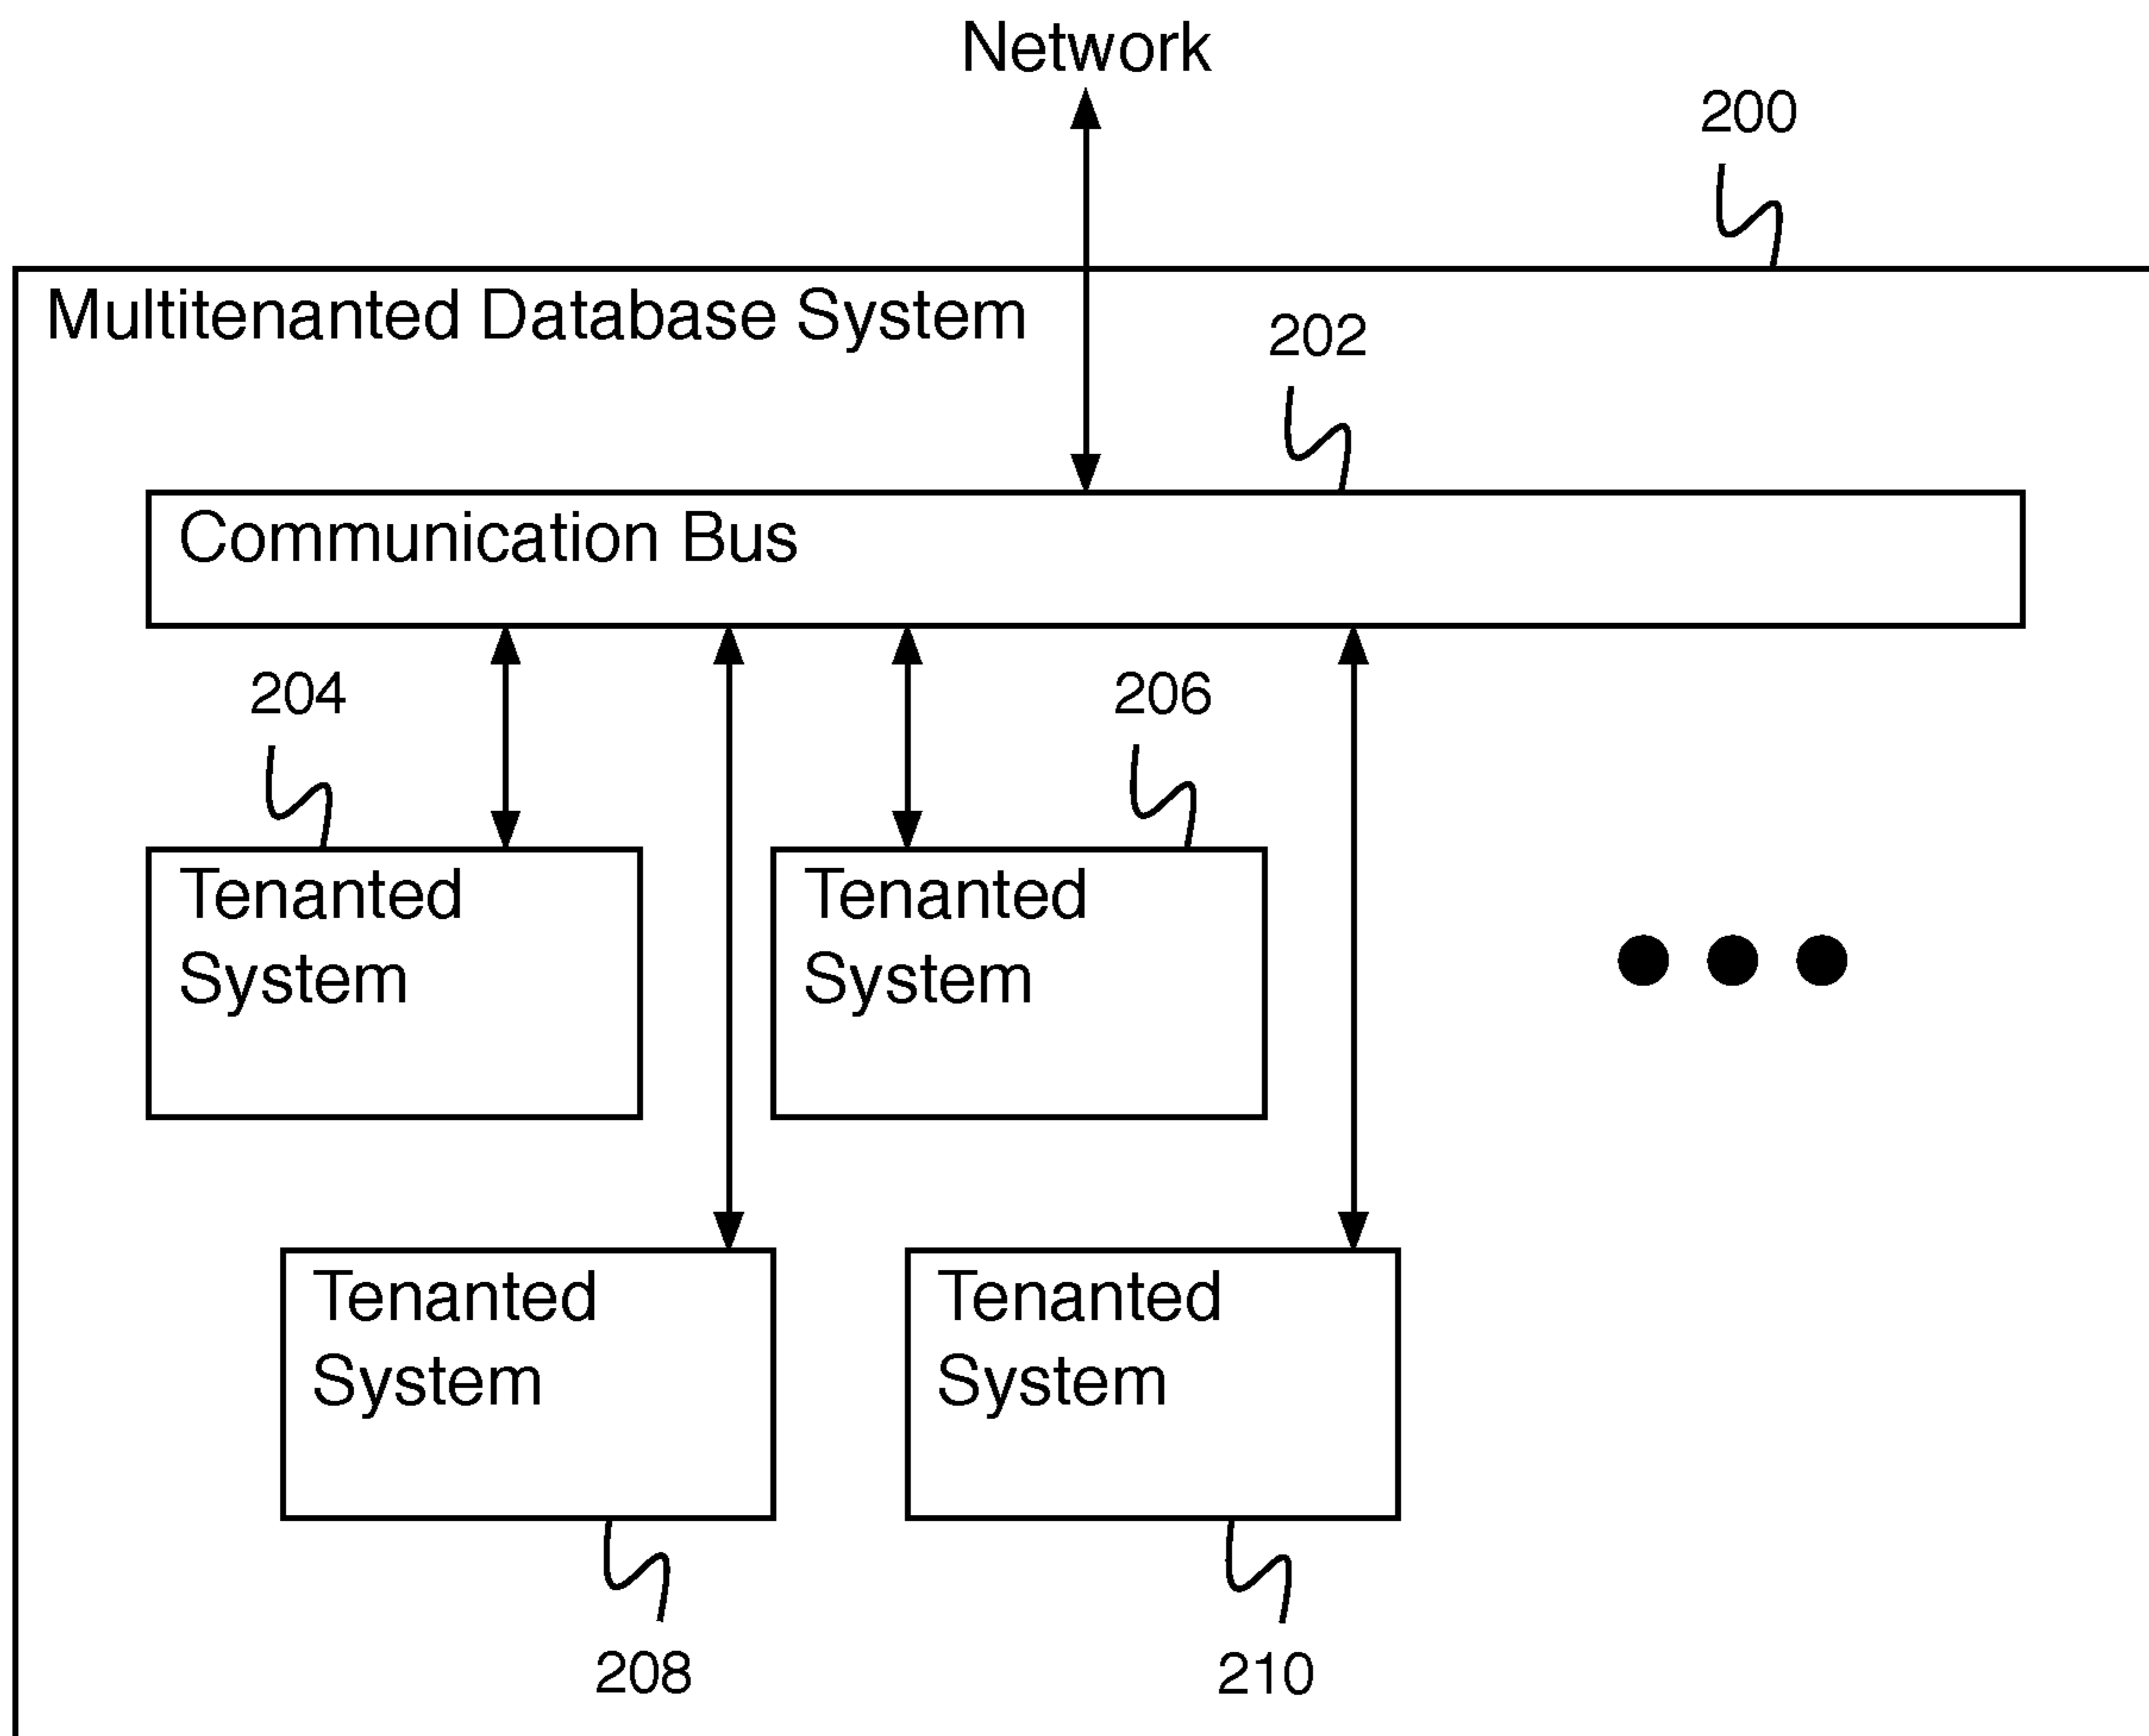 Network
200
Multitenanted Database System
202
Communication Bus
204
206
Tenanted
System
Tenanted
System
Tenanted
System
Tenanted
System
208
210